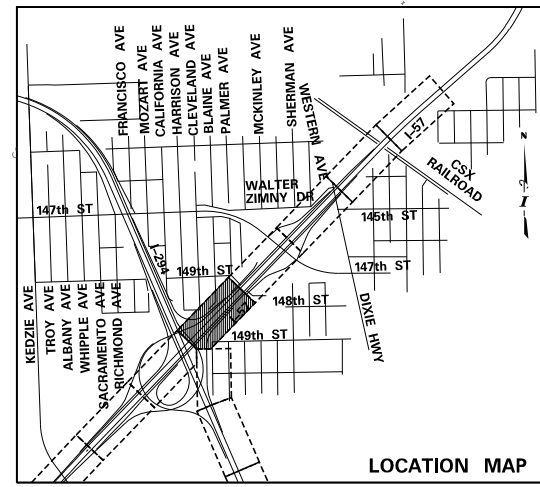 FRANCISCO AVE
MOZART AVE
CALIFORNIA AVE
HARRISON AVE
CLEVELAND AVE
BLAINE AVE
PALMER AVE
MCKINLEY AVE
SHERMAN AVE
WESTERN AVE
I-57
CSX
RAILROAD
N
WALTER
ZIMNY DR
147th ST
145th ST
I-294
149th ST
147th ST
148th ST
I-57
149th ST
DIXIE HWY
KEDZIE AVE
TROY AVE
ALBANY AVE
WHIPPLE AVE
SACRAMENTO AVE
RICHMOND AVE
LOCATION MAP